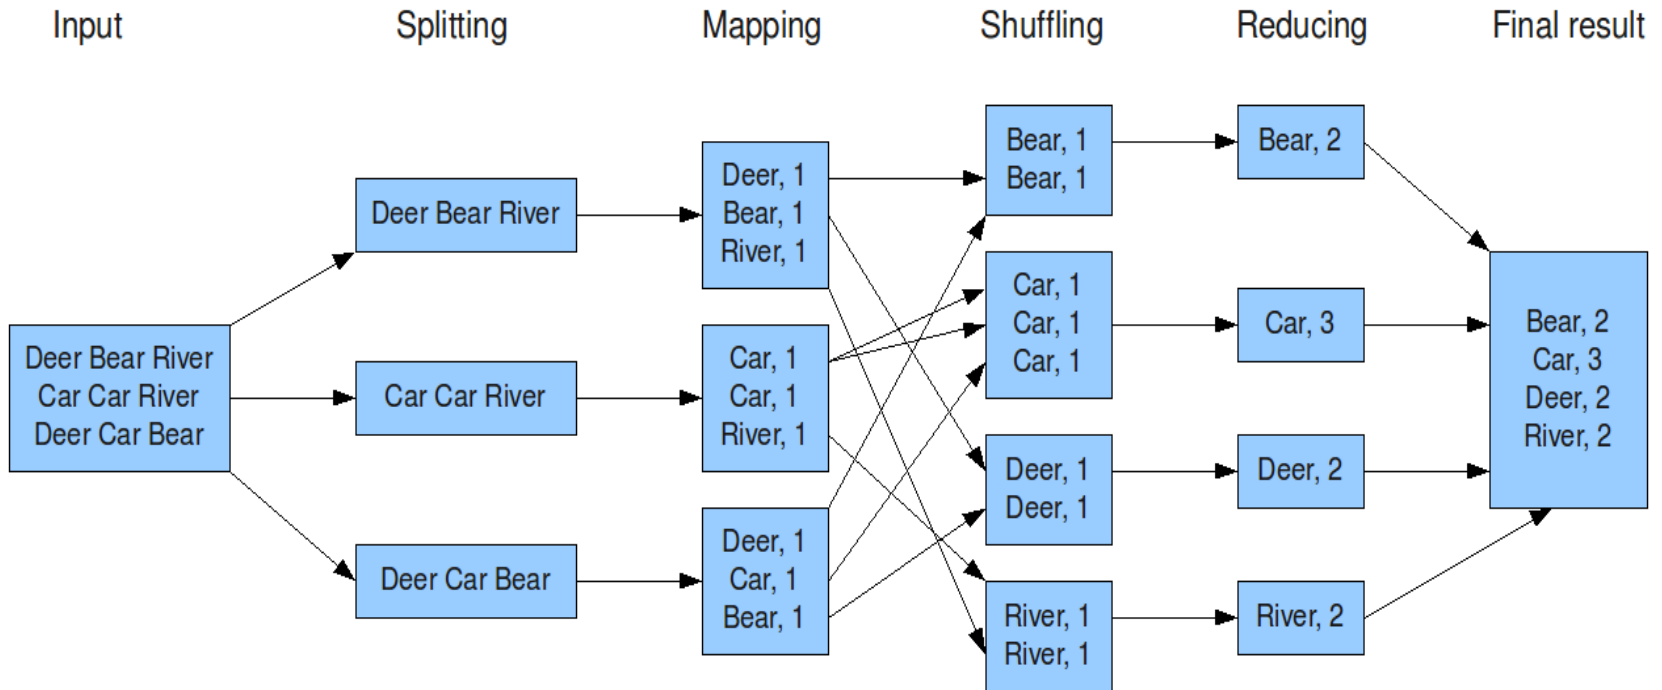 Input
Splitting
Mapping
Shuffling
Reducing
Final result
Deer Bear River
Car Car River
Deer Car Bear
Deer Bear River
Car Car River
Deer Car Bear
Deer, 1
Bear, 1
River, 1
Car, 1
Car, 1
River, 1
Deer, 1
Car, 1
Bear, 1
Bear, 1
Bear, 1
Car, 1
Car, 1
Car, 1
Deer, 1
Deer, 1
River, 1
River, 1
Bear, 2
Car, 3
Deer, 2
River, 2
Bear, 2
Car, 3
Deer, 2
River, 2